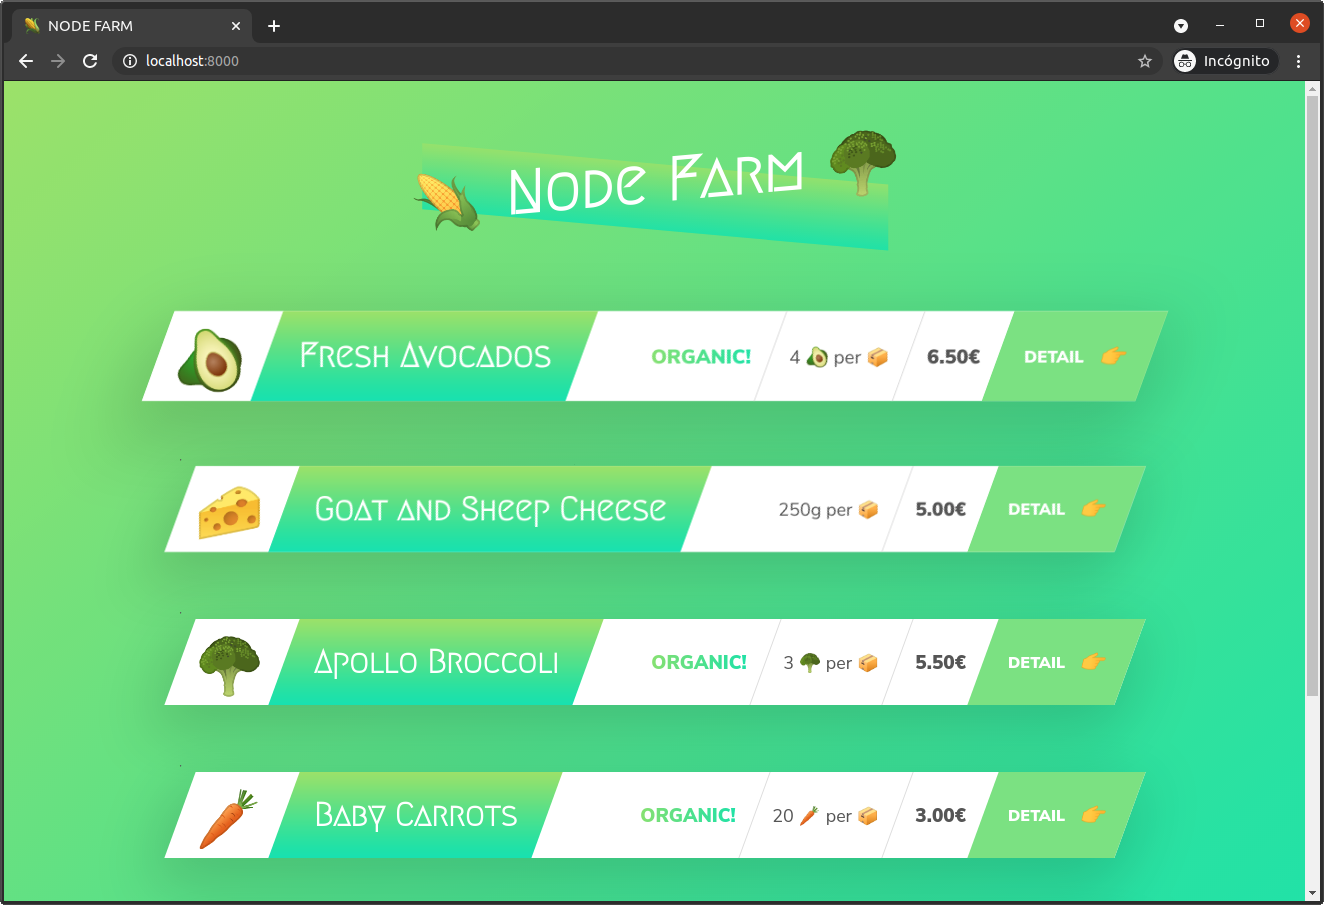 NODE FARM
localhost:8000
Incógnito
Node Farm
Fresh Avocados ORGANIC! 4 🥑 per 📦 6.50€ DETAIL 👉
Goat and Sheep Cheese 250g per 📦 5.00€ DETAIL 👉
Apollo Broccoli ORGANIC! 3 🥦 per 📦 5.50€ DETAIL 👉
Baby Carrots ORGANIC! 20 🥕 per 📦 3.00€ DETAIL 👉